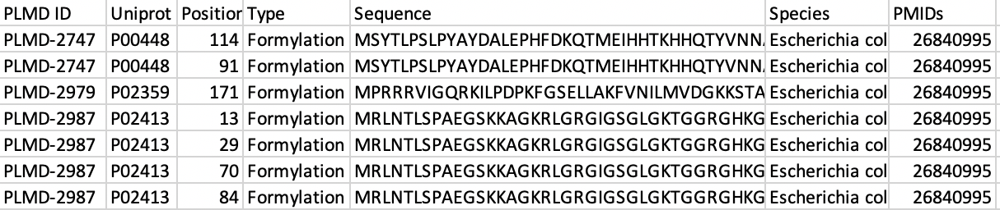 PLMD ID Uniprot Position Type Sequence Species PMIDs
PLMD-2747 P00448 114 Formylation MSYTLPSLPYAYDALEPHFDKQTMEIHHTKHHQTYVNN Escherichia col 26840995
PLMD-2747 P00448 91 Formylation MSYTLPSLPYAYDALEPHFDKQTMEIHHTKHHQTYVNN Escherichia col 26840995
PLMD-2979 P02359 171 Formylation MPRRRVIGQRKILPDPKFGSELLAKFVNILMVDGKKSTA Escherichia col 26840995
PLMD-2987 P02413 13 Formylation MRLNTLSPAEGSKKAGKRLGRGIGSGLGKTGGRGHKG Escherichia col 26840995
PLMD-2987 P02413 29 Formylation MRLNTLSPAEGSKKAGKRLGRGIGSGLGKTGGRGHKG Escherichia col 26840995
PLMD-2987 P02413 70 Formylation MRLNTLSPAEGSKKAGKRLGRGIGSGLGKTGGRGHKG Escherichia col 26840995
PLMD-2987 P02413 84 Formylation MRLNTLSPAEGSKKAGKRLGRGIGSGLGKTGGRGHKG Escherichia col 26840995